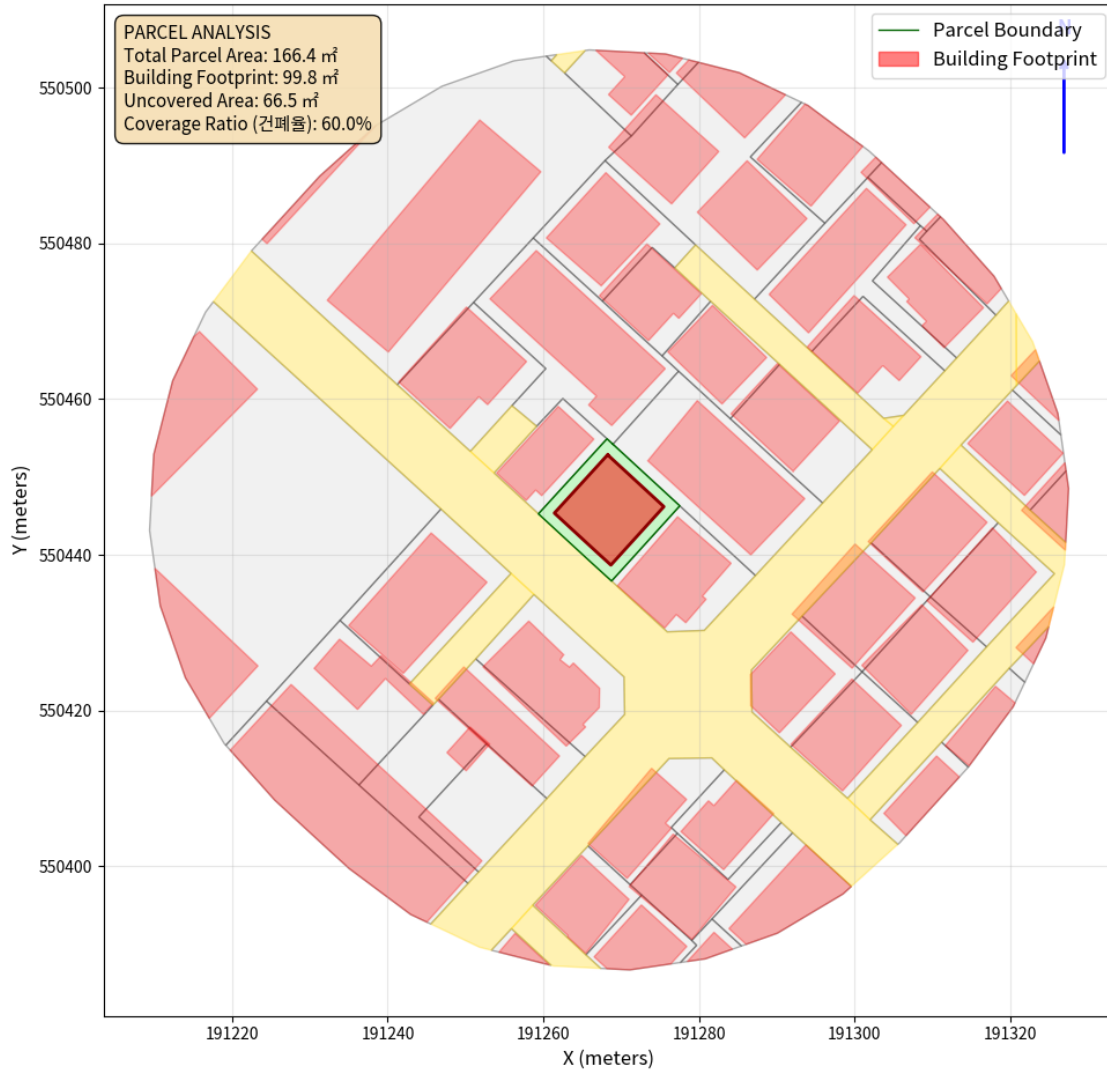 PARCEL ANALYSIS
Total Parcel Area: 166.4 ㎡
Building Footprint: 99.8 ㎡
Uncovered Area: 66.5 ㎡
Coverage Ratio (건폐율): 60.0%
Parcel Boundary
Building Footprint
N
550500
550480
550460
550440
550420
550400
Y (meters)
191220
191240
191260
191280
191300
191320
X (meters)